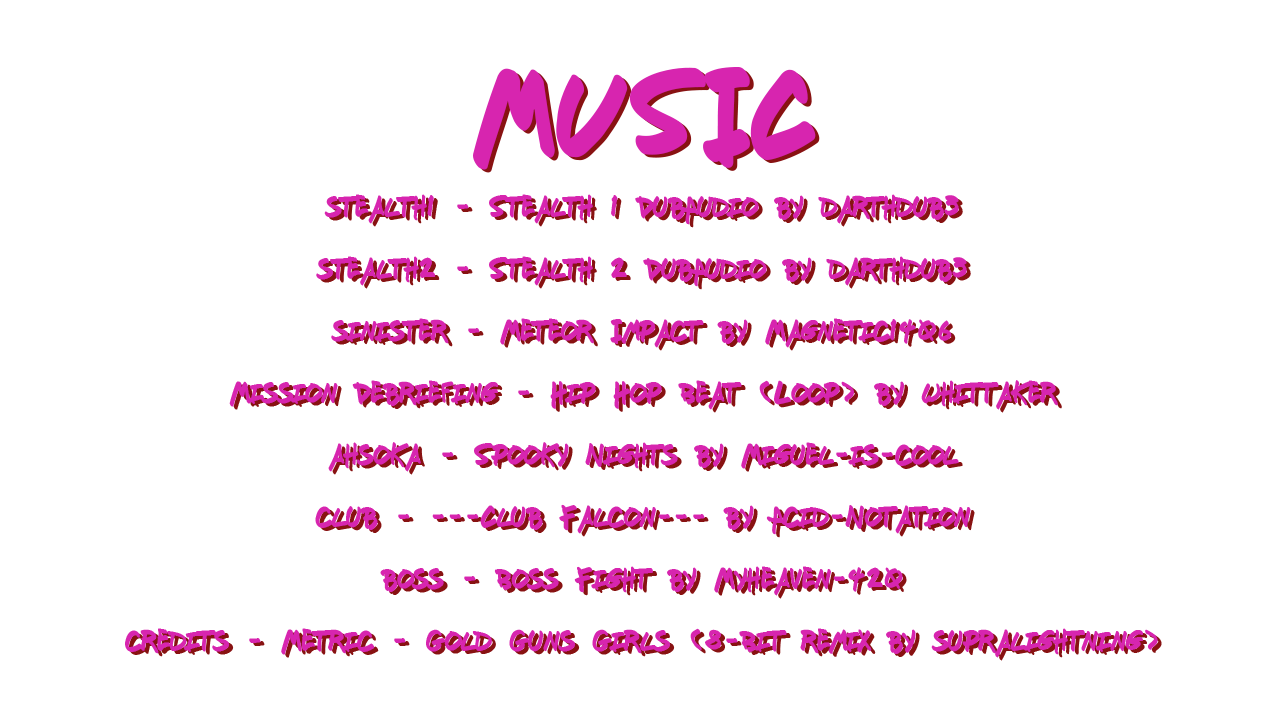 MUSIC
STEALTH1 - STEALTH 1 DUBAUDIO BY DARTHDUB3
STEALTH2 - STEALTH 2 DUBAUDIO BY DARTHDUB3
SINISTER - METEOR IMPACT BY MAGNETIC1406
MISSION DEBRIEFING - HIP HOP BEAT (LOOP) BY WHITTAKER
AHSOKA - SPOOKY NIGHTS BY MIGUEL-IS-COOL
CLUB - ---CLUB FALCON--- BY ACID-NOTATION
BOSS - BOSS FIGHT BY MYHEAVEN-420
CREDITS - METRIC - GOLD GUNS GIRLS (8-BIT REMIX BY SUPRALIGHTNING)